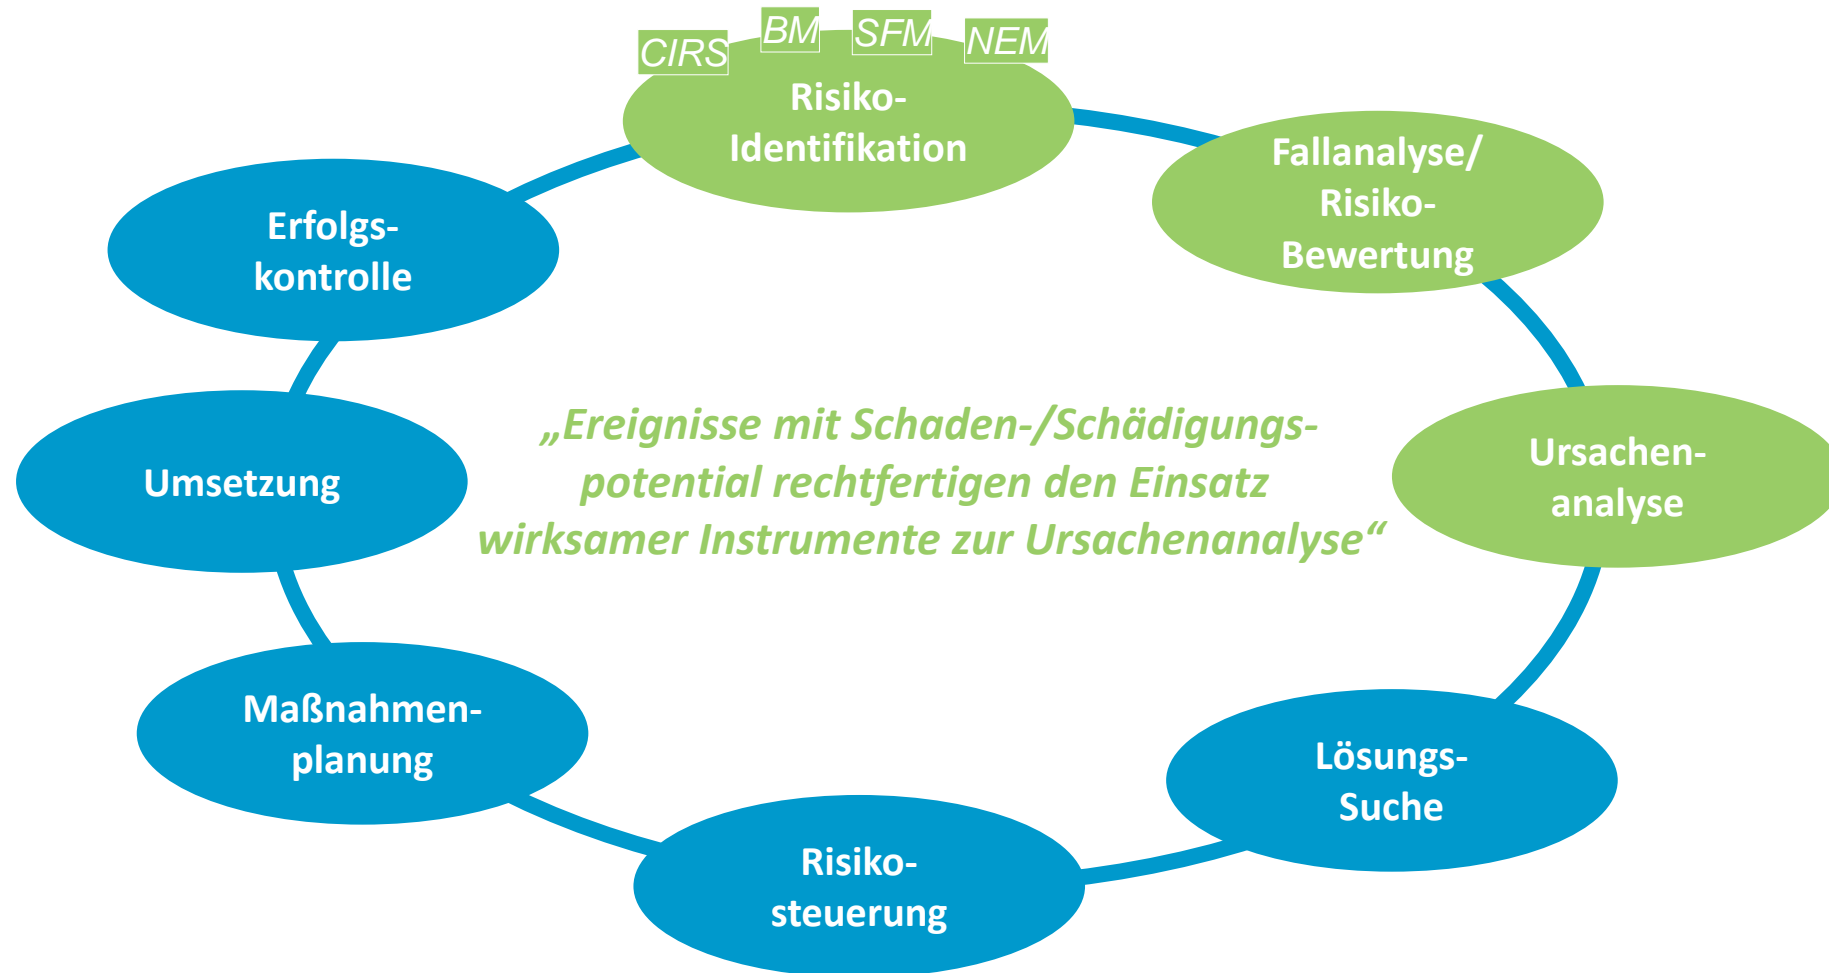 CIRS
BM
SFM
NEM
Risiko-
Identifikation
Fallanalyse/
Risiko-
Bewertung
Erfolgs-
kontrolle
„Ereignisse mit Schaden-/Schädigungs-
potential rechtfertigen den Einsatz
wirksamer Instrumente zur Ursachenanalyse“
Ursachen-
analyse
Umsetzung
Maßnahmen-
planung
Lösungs-
Suche
Risiko-
steuerung